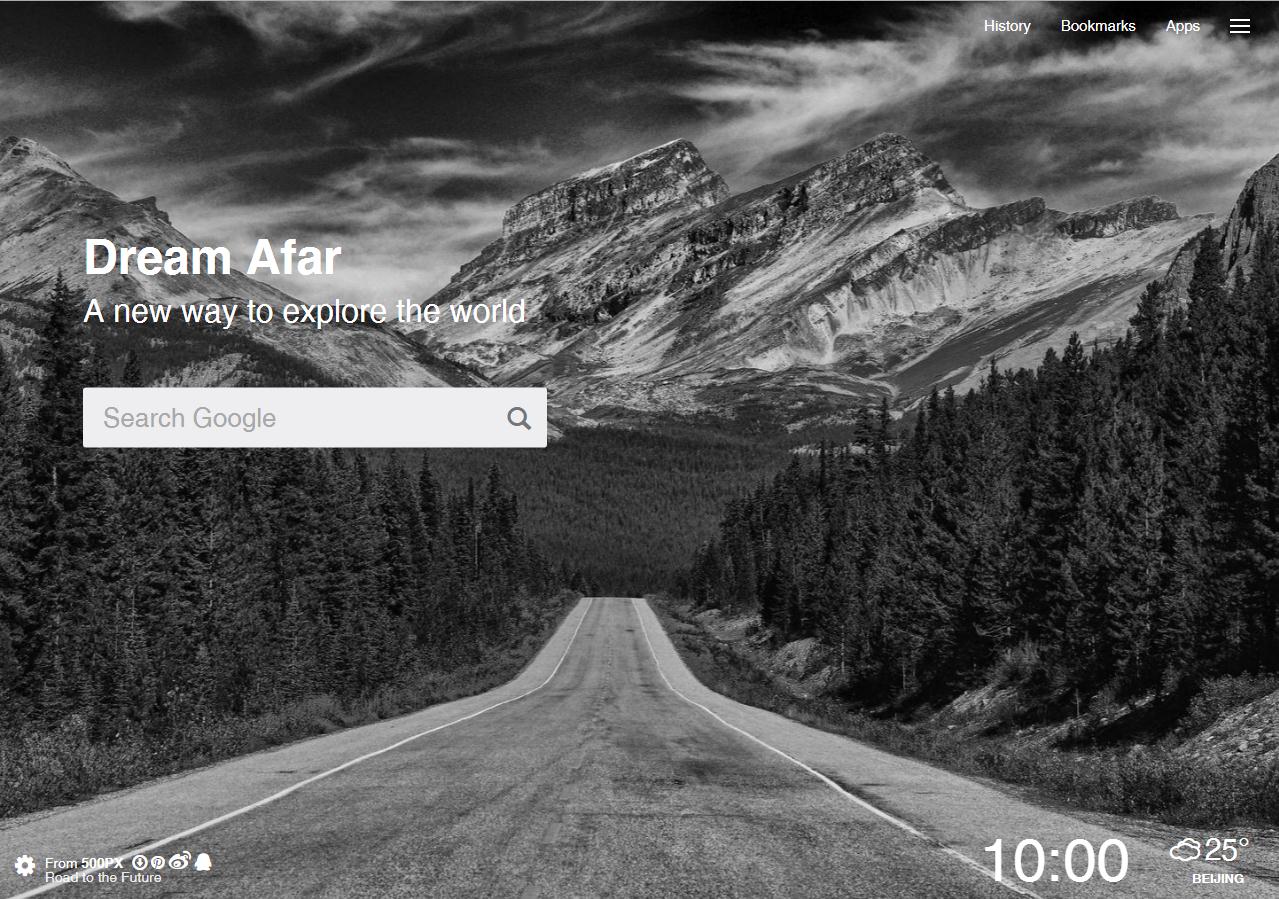 History Bookmarks Apps
Dream Afar
A new way to explore the world
Search Google
From 500PX
Road to the Future
10:00
25°
BEIJING